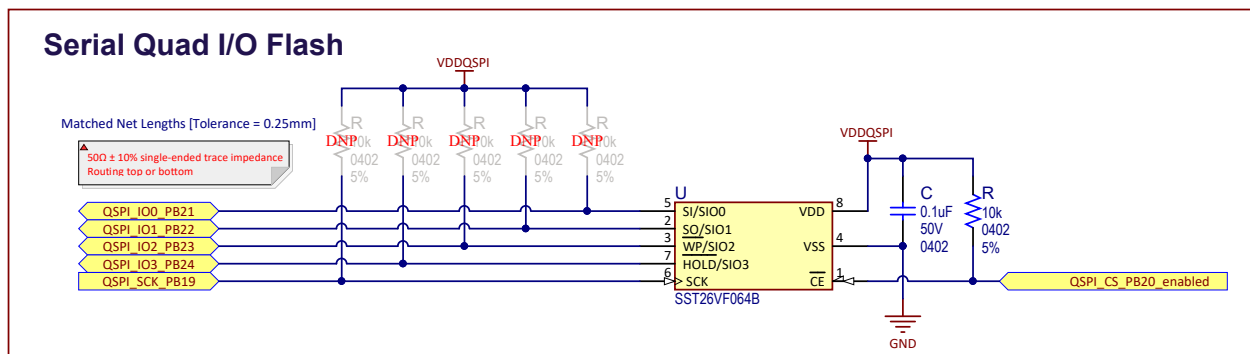 Serial Quad I/O Flash
VDDQSPI
Matched Net Lengths [Tolerance = 0.25mm]
50Ω ± 10% single-ended trace impedance
Routing top or bottom
R
DNP
0402
5%
R
DNP
0402
5%
R
DNP
0402
5%
R
DNP
0402
5%
R
DNP
0402
5%
VDDQSPI
QSPI_IO0_PB21
QSPI_IO1_PB22
QSPI_IO2_PB23
QSPI_IO3_PB24
QSPI_SCK_PB19
U
5 SI/SIO0 VDD 8
2 SO/SIO1
3 WP/SIO2 VSS 4
7 HOLD/SIO3
6 SCK CE 1
SST26VF064B
C
0.1uF
50V
0402
R
10k
0402
5%
QSPI_CS_PB20_enabled
GND